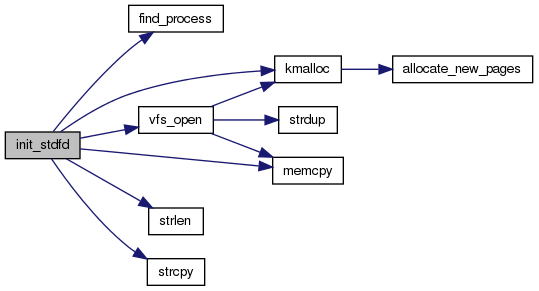 find_process
kmalloc
allocate_new_pages
vfs_open
strdup
init_stdfd
memcpy
strlen
strcpy